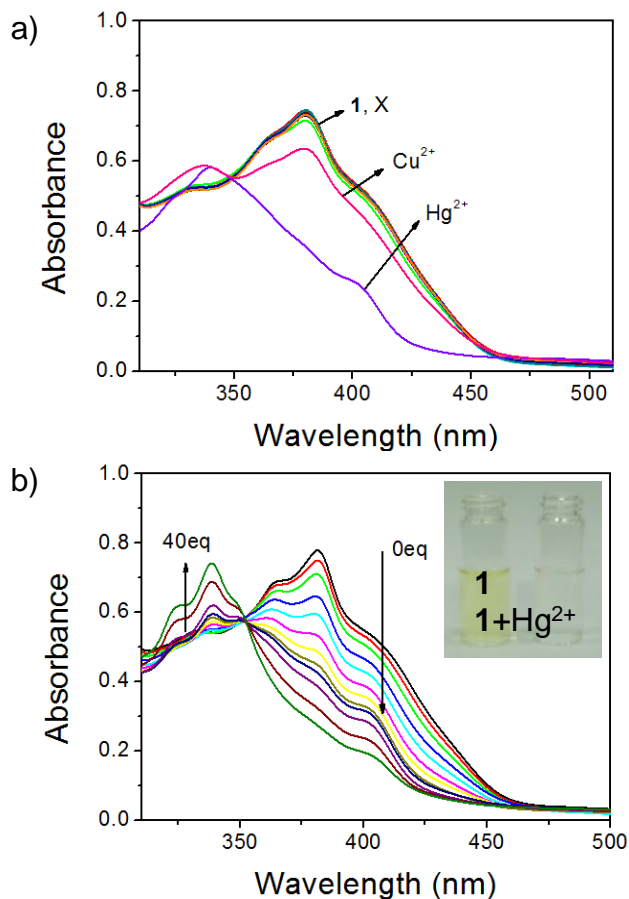 a)
1.0
0.8
0.6
0.4
0.2
0.0
Absorbance
1, X
Cu²⁺
Hg²⁺
350 400 450 500
Wavelength (nm)
b)
1.0
0.8
0.6
0.4
0.2
0.0
Absorbance
40eq
0eq
1
1+Hg²⁺
350 400 450 500
Wavelength (nm)